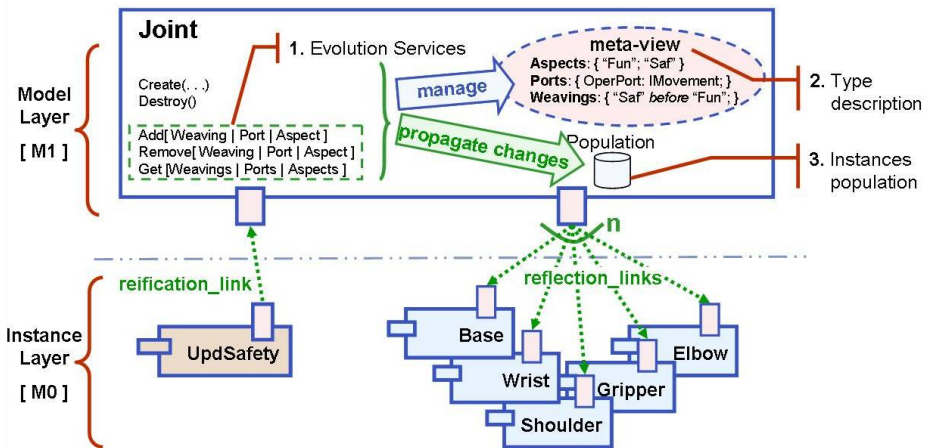 Joint
1. Evolution Services
Create(. . .)
Destroy()
Add[ Weaving | Port | Aspect ]
Remove[ Weaving | Port | Aspect ]
Get [Weavings | Ports | Aspects ]
manage
propagate changes
meta-view
Aspects: { “Fun”; “Saf” }
Ports: { OperPort: IMovement; }
Weavings: { “Saf” before “Fun”; }
Population
2. Type
description
3. Instances
population
Model
Layer
[ M1 ]
n
reification_link
reflection_links
Instance
Layer
[ M0 ]
UpdSafety
Base
Wrist
Shoulder
Gripper
Elbow